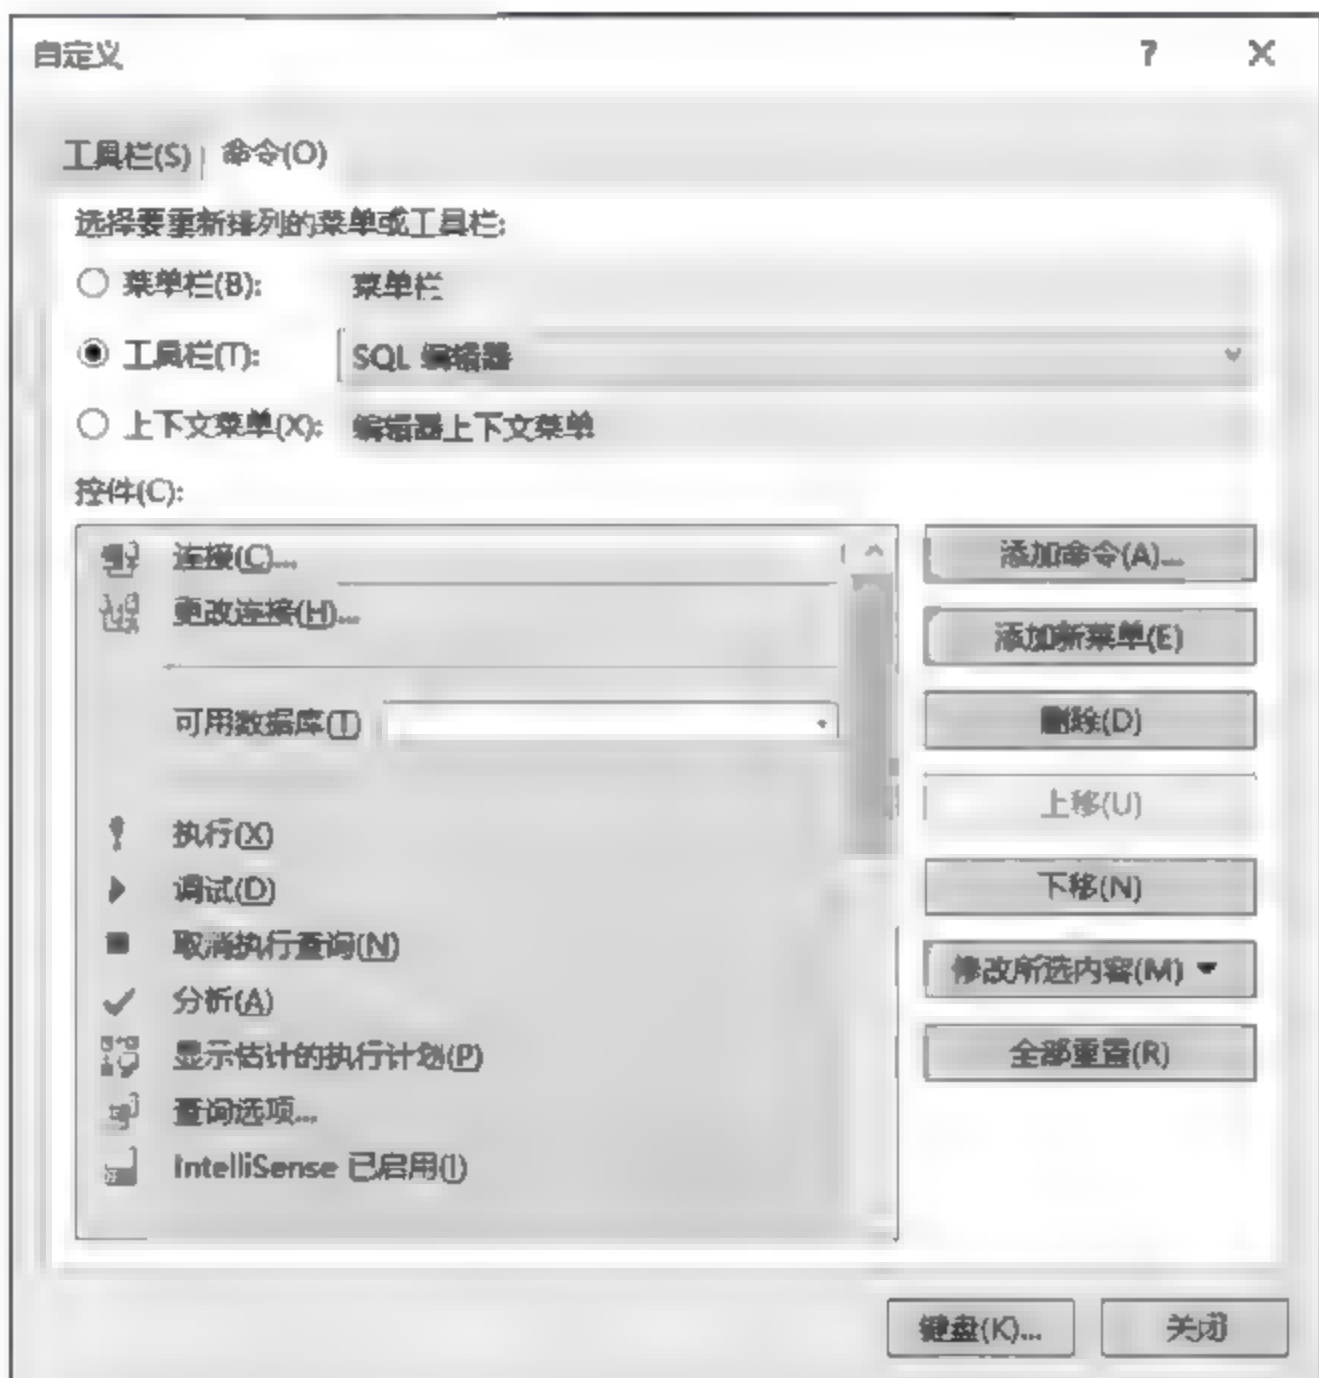 自定义 ? ×
工具栏(S) 命令(O)
选择要重新排列的菜单或工具栏:
菜单栏(B): 菜单栏
工具栏(T): SQL 编辑器
上下文菜单(X): 编辑器上下文菜单
控件(C):
连接(C)...
更改连接(H)...
可用数据库(T)
执行(X)
调试(D)
取消执行查询(N)
分析(A)
显示估计的执行计划(P)
查询选项...
IntelliSense 已启用(I)
添加命令(A)...
添加新菜单(E)
删除(D)
上移(U)
下移(N)
修改所选内容(M)
全部重置(R)
键盘(K)... 关闭